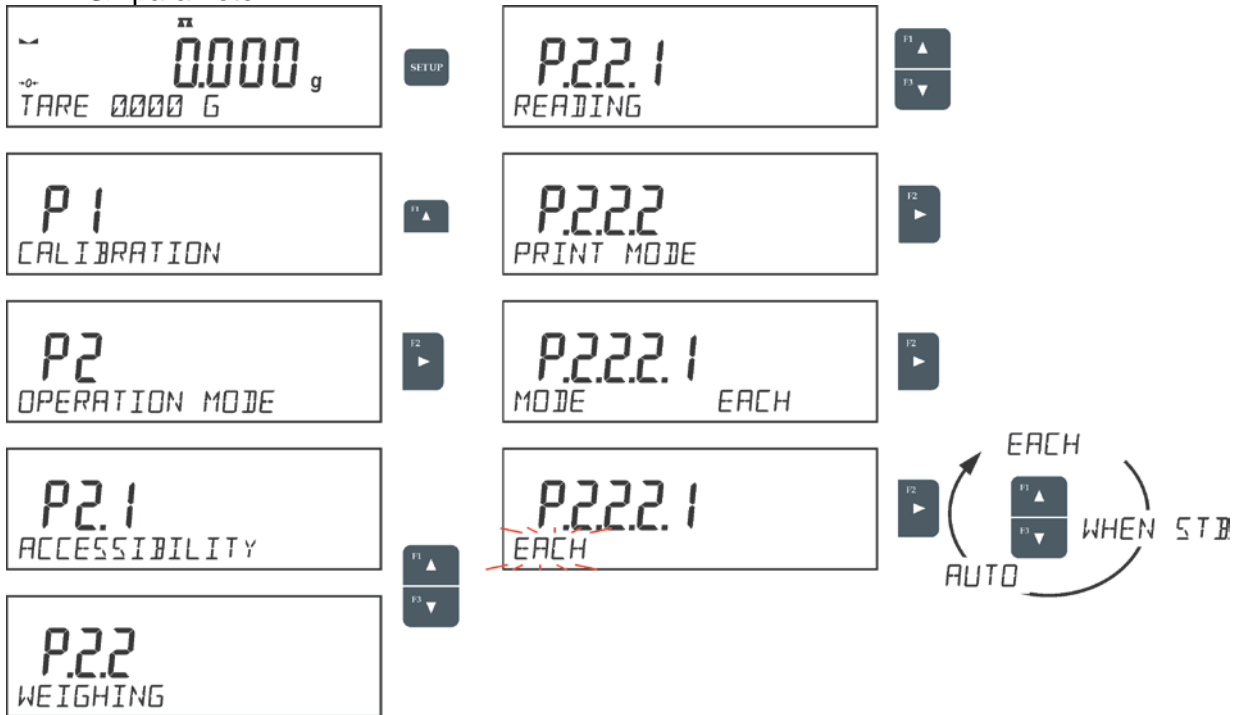 0.000 g
TARE 0.000 G
SETUP
P1
CALIBRATION
F1
P2
OPERATION MODE
F2
P2.1
ACCESSIBILITY
F1
F3
P.2.2
WEIGHING
P.2.2.1
READING
F1
F3
P.2.2.2
PRINT MODE
F2
P.2.2.2.1
MODE EACH
F2
P.2.2.2.1
EACH
F2
EACH
F1
F3
WHEN STB
AUTO